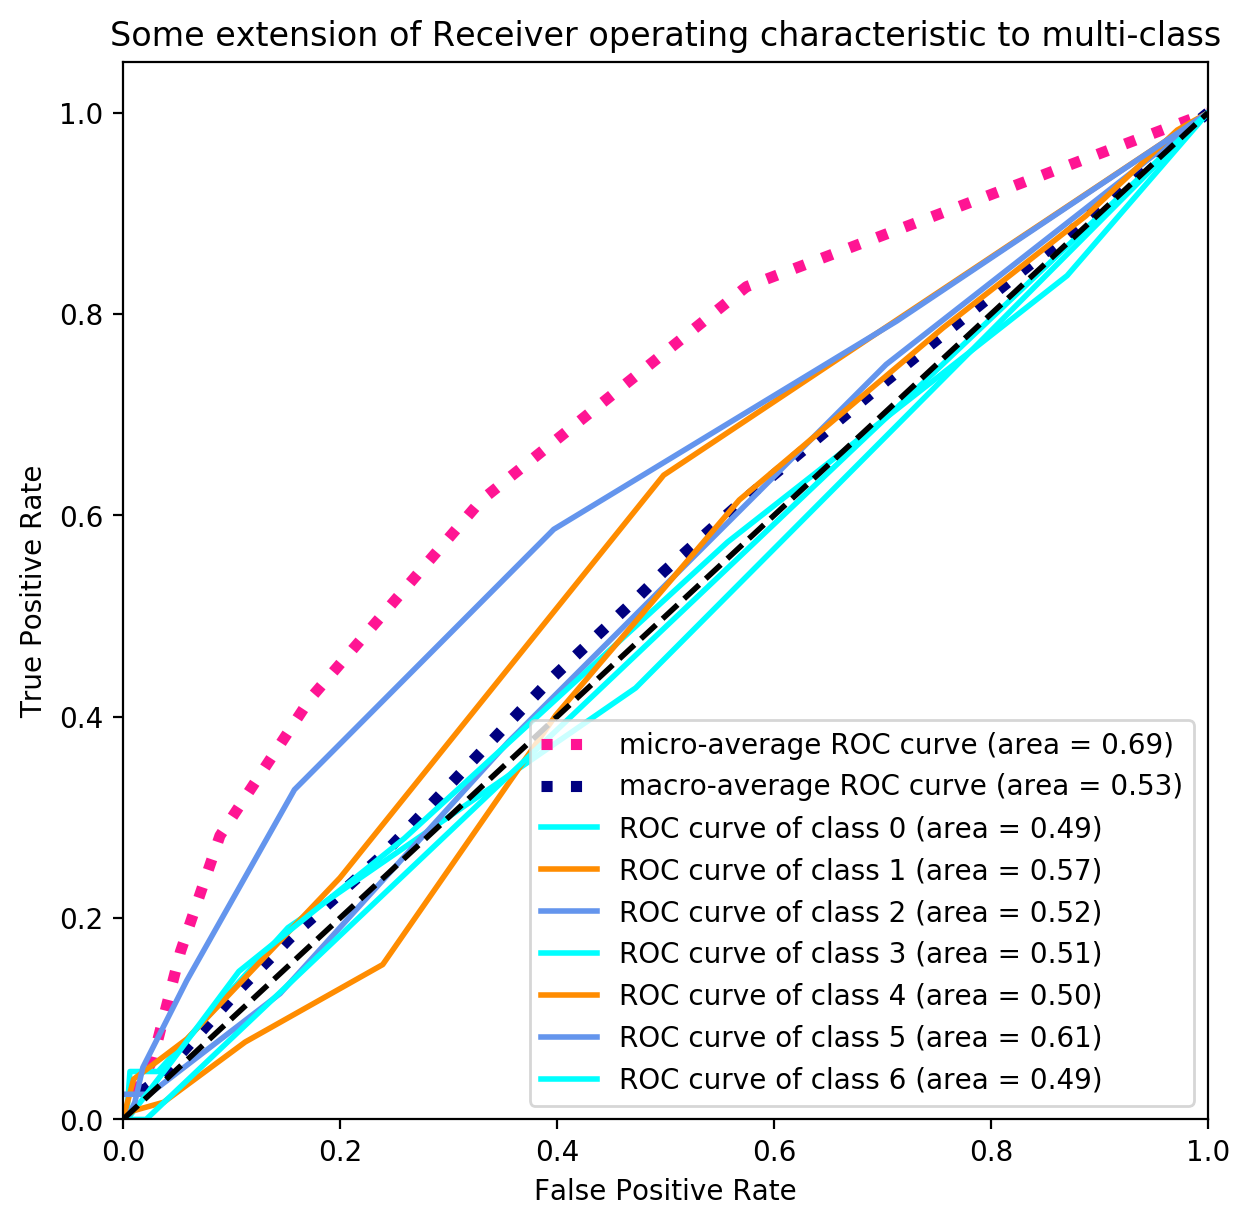 Some extension of Receiver operating characteristic to multi-class
1.0
0.8
0.6
0.4
0.2
0.0
True Positive Rate
micro-average ROC curve (area = 0.69)
macro-average ROC curve (area = 0.53)
ROC curve of class 0 (area = 0.49)
ROC curve of class 1 (area = 0.57)
ROC curve of class 2 (area = 0.52)
ROC curve of class 3 (area = 0.51)
ROC curve of class 4 (area = 0.50)
ROC curve of class 5 (area = 0.61)
ROC curve of class 6 (area = 0.49)
0.0 0.2 0.4 0.6 0.8 1.0
False Positive Rate